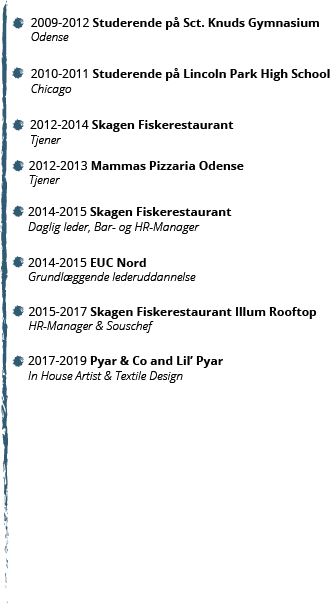 2009-2012 Studerende på Sct. Knuds Gymnasium
Odense
2010-2011 Studerende på Lincoln Park High School
Chicago
2012-2014 Skagen Fiskerestaurant
Tjener
2012-2013 Mammas Pizzaria Odense
Tjener
2014-2015 Skagen Fiskerestaurant
Daglig leder, Bar- og HR-Manager
2014-2015 EUC Nord
Grundlæggende lederuddannelse
2015-2017 Skagen Fiskerestaurant Illum Rooftop
HR-Manager & Souschef
2017-2019 Pyar & Co and Lil’ Pyar
In House Artist & Textile Design